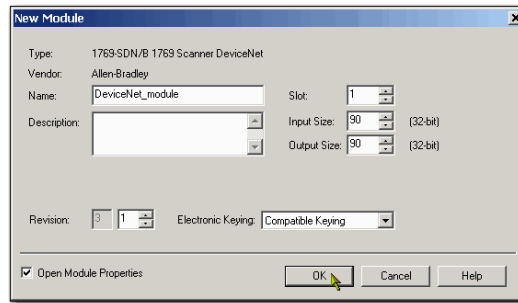 New Module
Type: 1769-SDN/B 1769 Scanner DeviceNet
Vendor: Allen-Bradley
Name: DeviceNet_module Slot: 1
Description: Input Size: 90 (32-bit)
Output Size: 90 (32-bit)
Revision: 3 1 Electronic Keying: Compatible Keying
Open Module Properties OK Cancel Help